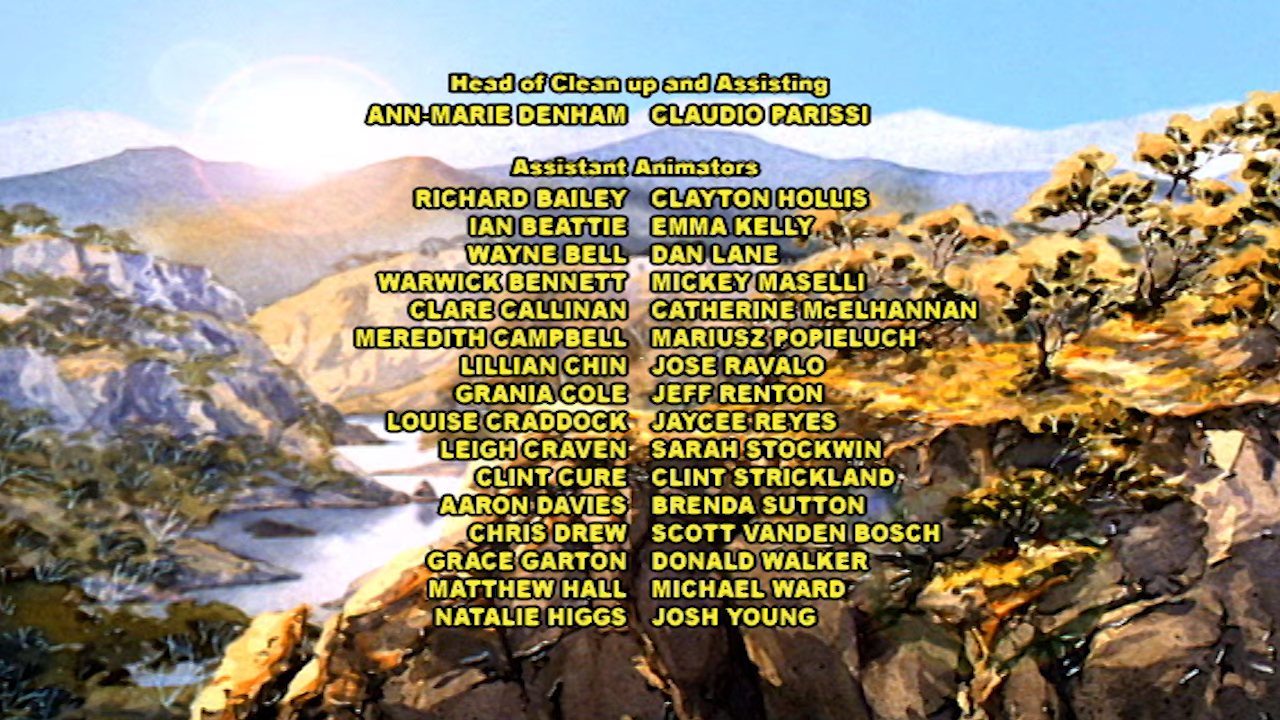 Head of Clean up and Assisting
ANN-MARIE DENHAM CLAUDIO PARISSI
Assistant Animators
RICHARD BAILEY CLAYTON HOLLIS
IAN BEATTIE EMMA KELLY
WAYNE BELL DAN LANE
WARWICK BENNETT MICKEY MASELLI
CLARE CALLINAN CATHERINE McELHANNAN
MEREDITH CAMPBELL MARIUSZ POPIELUCH
LILLIAN CHIN JOSE RAVALO
GRANIA COLE JEFF RENTON
LOUISE CRADDOCK JAYCEE REYES
LEIGH CRAVEN SARAH STOCKWIN
CLINT CURE CLINT STRICKLAND
AARON DAVIES BRENDA SUTTON
CHRIS DREW SCOTT VANDEN BOSCH
GRACE GARTON DONALD WALKER
MATTHEW HALL MICHAEL WARD
NATALIE HIGGS JOSH YOUNG